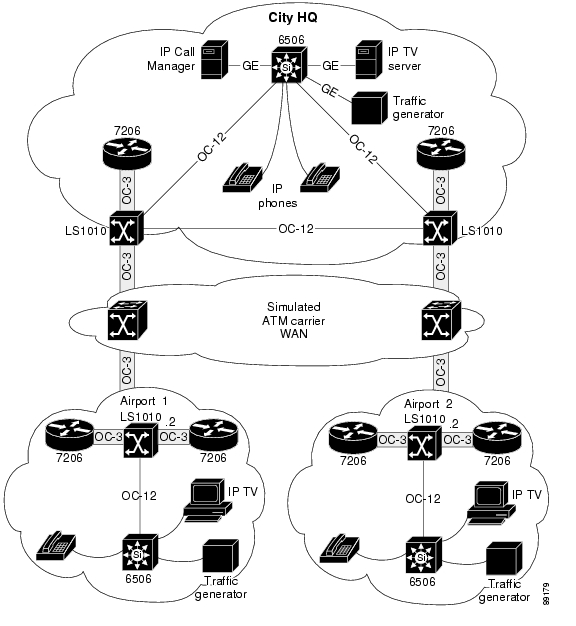 City HQ
6506
IP Call
Manager
GE
Si
GE
IP TV
server
GE
Traffic
generator
7206
7206
OC-12
OC-12
OC-3
OC-3
IP
phones
LS1010
OC-12
LS1010
OC-3
OC-3
Simulated
ATM carrier
WAN
OC-3
OC-3
Airport 1
LS1010
.2
OC-3
OC-3
7206
7206
OC-12
IP TV
Si
6506
Traffic
generator
Airport 2
LS1010
.2
OC-3
OC-3
7206
7206
OC-12
IP TV
Si
6506
Traffic
generator
89179